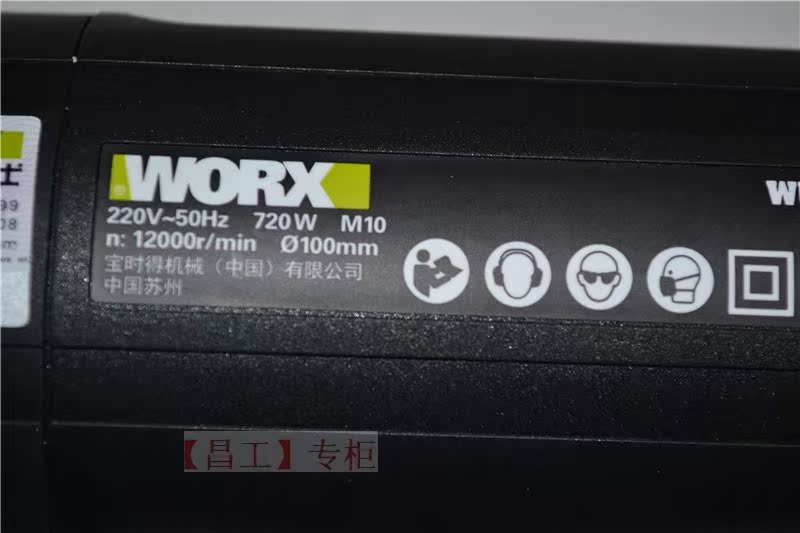 WORX
220V~50Hz 720W M10
n: 12000r/min Ø100mm
宝时得机械（中国）有限公司
中国苏州
【昌工】专柜